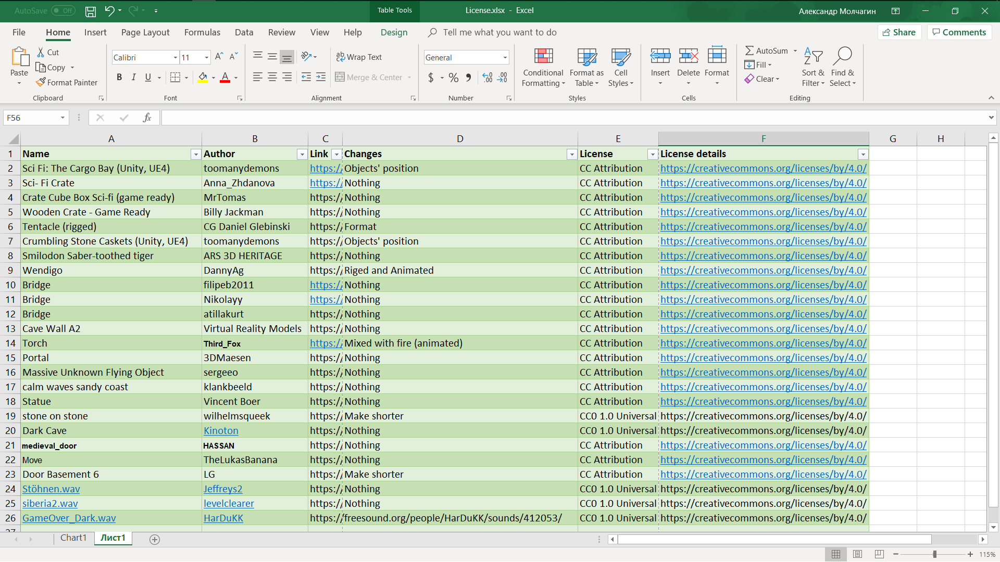 AutoSave Off Table Tools License.xlsx - Excel Александр Молчагин
File Home Insert Page Layout Formulas Data Review View Help Design Tell me what you want to do Share Comments
Paste Cut Copy Format Painter Clipboard
Calibri 11 B I U A Font
Wrap Text Merge & Center Alignment
General $ % Number
Conditional Formatting Format as Table Cell Styles Styles
Insert Delete Format Cells
AutoSum Fill Clear Sort & Filter Find & Select Editing
F56 fx
A B C D E F G H
1 Name Author Link Changes License License details
2 Sci Fi: The Cargo Bay (Unity, UE4) toomanydemons https:/ Objects' position CC Attribution https://creativecommons.org/licenses/by/4.0/
3 Sci- Fi Crate Anna_Zhdanova https:/ Nothing CC Attribution https://creativecommons.org/licenses/by/4.0/
4 Crate Cube Box Sci-fi (game ready) MrTomas https:/ Nothing CC Attribution https://creativecommons.org/licenses/by/4.0/
5 Wooden Crate - Game Ready Billy Jackman https:/ Nothing CC Attribution https://creativecommons.org/licenses/by/4.0/
6 Tentacle (rigged) CG Daniel Glebinski https:/ Format CC Attribution https://creativecommons.org/licenses/by/4.0/
7 Crumbling Stone Caskets (Unity, UE4) toomanydemons https:/ Objects' position CC Attribution https://creativecommons.org/licenses/by/4.0/
8 Smilodon Saber-toothed tiger ARS 3D HERITAGE https:/ Nothing CC Attribution https://creativecommons.org/licenses/by/4.0/
9 Wendigo DannyAg https:/ Riged and Animated CC Attribution https://creativecommons.org/licenses/by/4.0/
10 Bridge filipeb2011 https:/ Nothing CC Attribution https://creativecommons.org/licenses/by/4.0/
11 Bridge Nikolayy https:/ Nothing CC Attribution https://creativecommons.org/licenses/by/4.0/
12 Bridge atillakurt https:/ Nothing CC Attribution https://creativecommons.org/licenses/by/4.0/
13 Cave Wall A2 Virtual Reality Models https:/ Nothing CC Attribution https://creativecommons.org/licenses/by/4.0/
14 Torch Third_Fox https:/ Mixed with fire (animated) CC Attribution https://creativecommons.org/licenses/by/4.0/
15 Portal 3DMaesen https:/ Nothing CC Attribution https://creativecommons.org/licenses/by/4.0/
16 Massive Unknown Flying Object sergeeo https:/ Nothing CC Attribution https://creativecommons.org/licenses/by/4.0/
17 calm waves sandy coast klankbeeld https:/ Nothing CC Attribution https://creativecommons.org/licenses/by/4.0/
18 Statue Vincent Boer https:/ Nothing CC Attribution https://creativecommons.org/licenses/by/4.0/
19 stone on stone wilhelmsqueek https:/ Make shorter CC0 1.0 Universal https://creativecommons.org/licenses/by/4.0/
20 Dark Cave Kinoton https:/ Nothing CC0 1.0 Universal https://creativecommons.org/licenses/by/4.0/
21 medieval_door HASSAN https:/ Nothing CC Attribution https://creativecommons.org/licenses/by/4.0/
22 Move TheLukasBanana https:/ Nothing CC Attribution https://creativecommons.org/licenses/by/4.0/
23 Door Basement 6 LG https:/ Make shorter CC Attribution https://creativecommons.org/licenses/by/4.0/
24 Stöhnen.wav Jeffreys2 https:/ Nothing CC0 1.0 Universal https://creativecommons.org/licenses/by/4.0/
25 siberia2.wav levelclearer https:/ Nothing CC0 1.0 Universal https://creativecommons.org/licenses/by/4.0/
26 GameOver_Dark.wav HarDuKK https://freesound.org/people/HarDuKK/sounds/412053/ CC0 1.0 Universal https://creativecommons.org/licenses/by/4.0/
27
Chart1 Лист1
115%